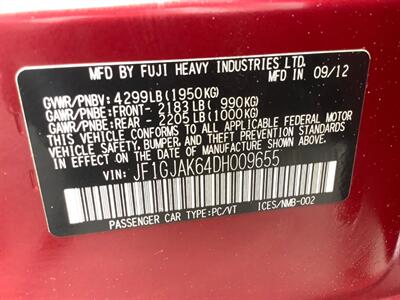 MFD BY FUJI HEAVY INDUSTRIES LTD.
MFD IN 09/12
GVWR/PNBV: 4299LB(1950KG)
GAWR/PNBE:FRONT- 2183LB( 990KG)
GAWR/PNBE:REAR - 2205LB(1000KG)
THIS VEHICLE CONFORMS TO ALL APPLICABLE FEDERAL MOTOR
VEHICLE SAFETY, BUMPER, AND THEFT PREVENTION STANDARDS
IN EFFECT ON THE DATE OF MANUFACTURE SHOWN ABOVE.
VIN: JF1GJAK64DH009655
PASSENGER CAR TYPE:PC/VT ICES/NMB-002